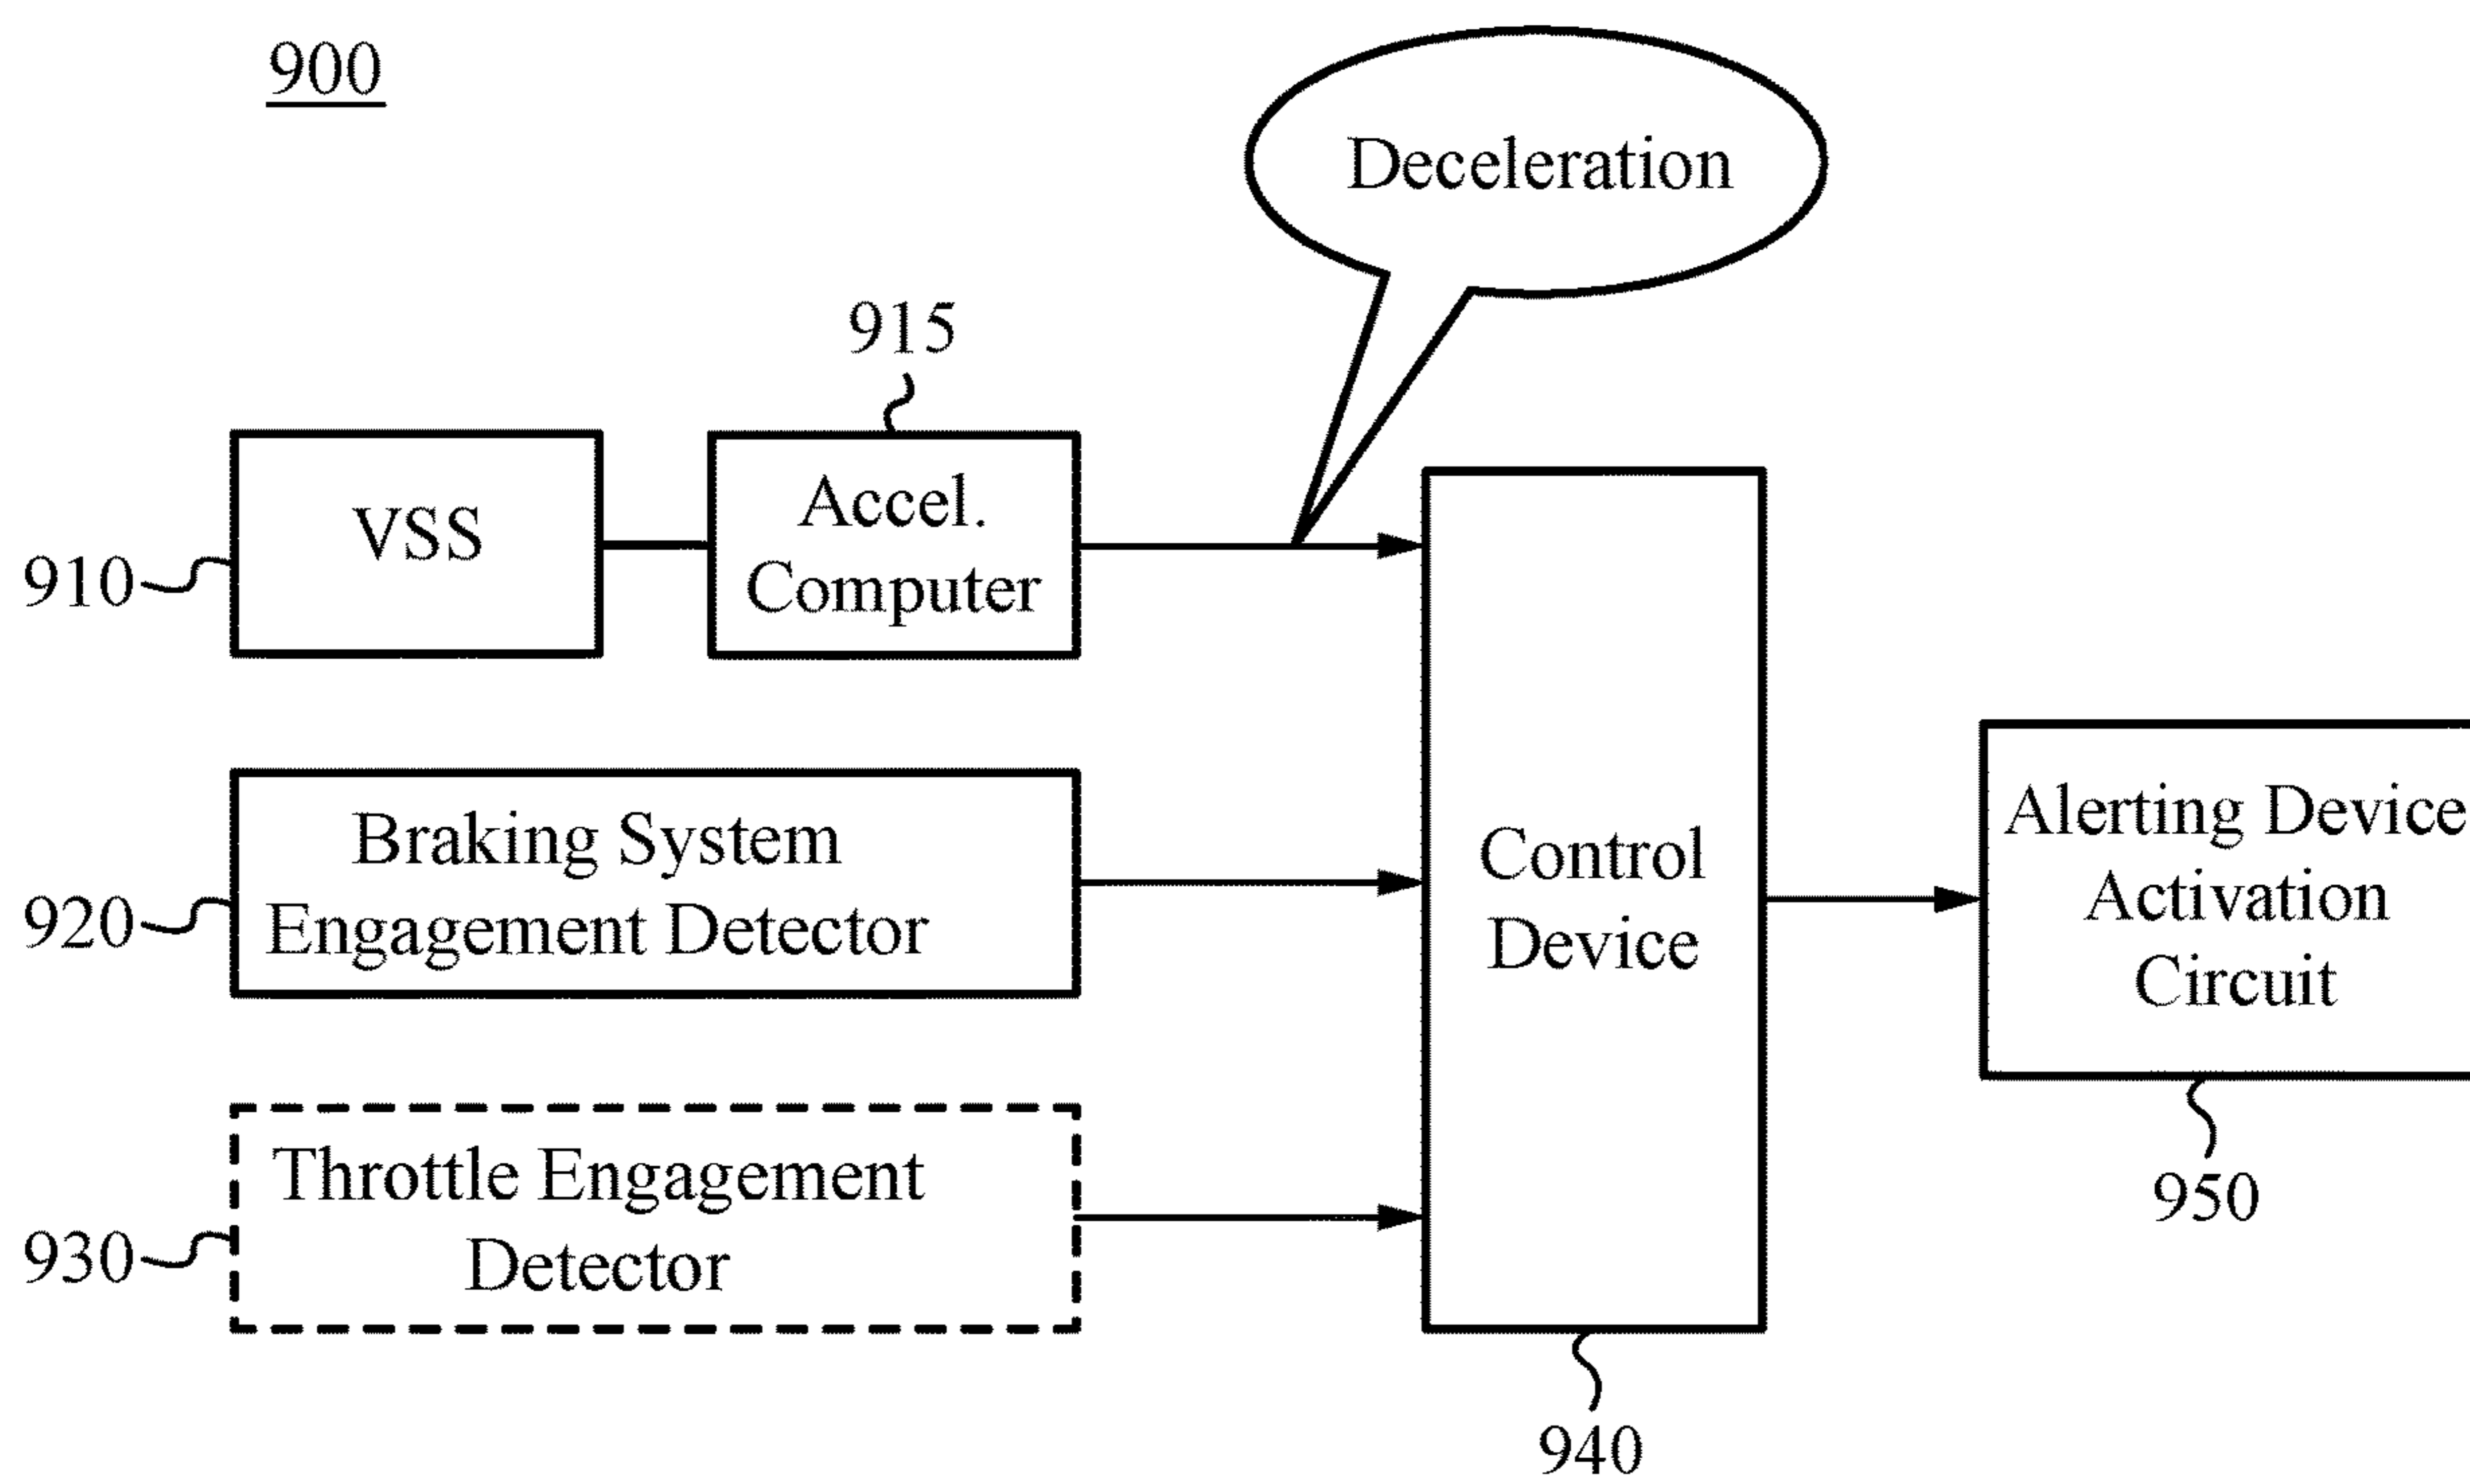 900
Deceleration
915
VSS
Accel.
Computer
910
Braking System
Engagement Detector
920
Throttle Engagement
Detector
930
Control
Device
940
Alerting Device
Activation
Circuit
950